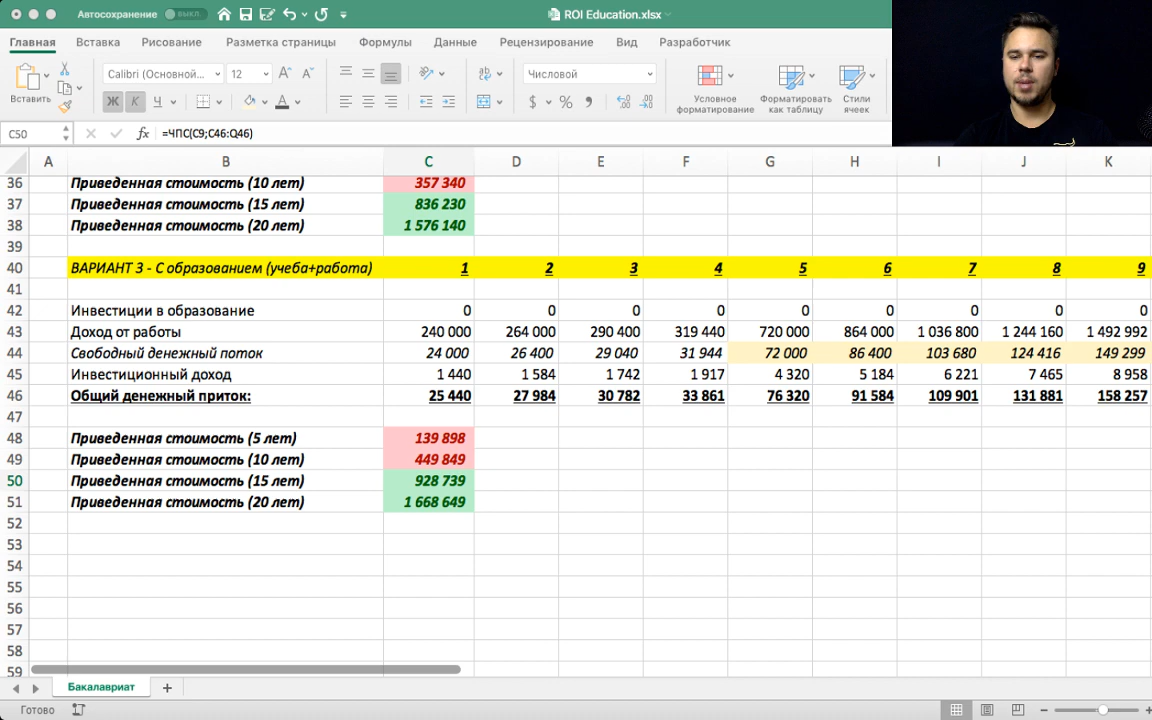 Автосохранение ВЫКЛ. ROI Education.xlsx
Главная Вставка Рисование Разметка страницы Формулы Данные Рецензирование Вид Разработчик
Вставить Calibri (Основной... 12 Числовой Условное форматирование Форматировать как таблицу Стили ячеек
Ж К Ч
C50 fx =ЧПС(C9;C46:Q46)
A B C D E F G H I J K
36 Приведенная стоимость (10 лет) 357 340
37 Приведенная стоимость (15 лет) 836 230
38 Приведенная стоимость (20 лет) 1 576 140
39
40 ВАРИАНТ 3 - С образованием (учеба+работа) 1 2 3 4 5 6 7 8 9
41
42 Инвестиции в образование 0 0 0 0 0 0 0 0 0
43 Доход от работы 240 000 264 000 290 400 319 440 720 000 864 000 1 036 800 1 244 160 1 492 992
44 Свободный денежный поток 24 000 26 400 29 040 31 944 72 000 86 400 103 680 124 416 149 299
45 Инвестиционный доход 1 440 1 584 1 742 1 917 4 320 5 184 6 221 7 465 8 958
46 Общий денежный приток: 25 440 27 984 30 782 33 861 76 320 91 584 109 901 131 881 158 257
47
48 Приведенная стоимость (5 лет) 139 898
49 Приведенная стоимость (10 лет) 449 849
50 Приведенная стоимость (15 лет) 928 739
51 Приведенная стоимость (20 лет) 1 668 649
52
53
54
55
56
57
58
59
Бакалавриат
Готово